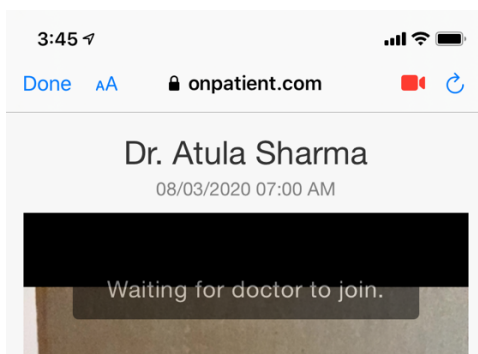 3:45
Done AA onpatient.com
Dr. Atula Sharma
08/03/2020 07:00 AM
Waiting for doctor to join.